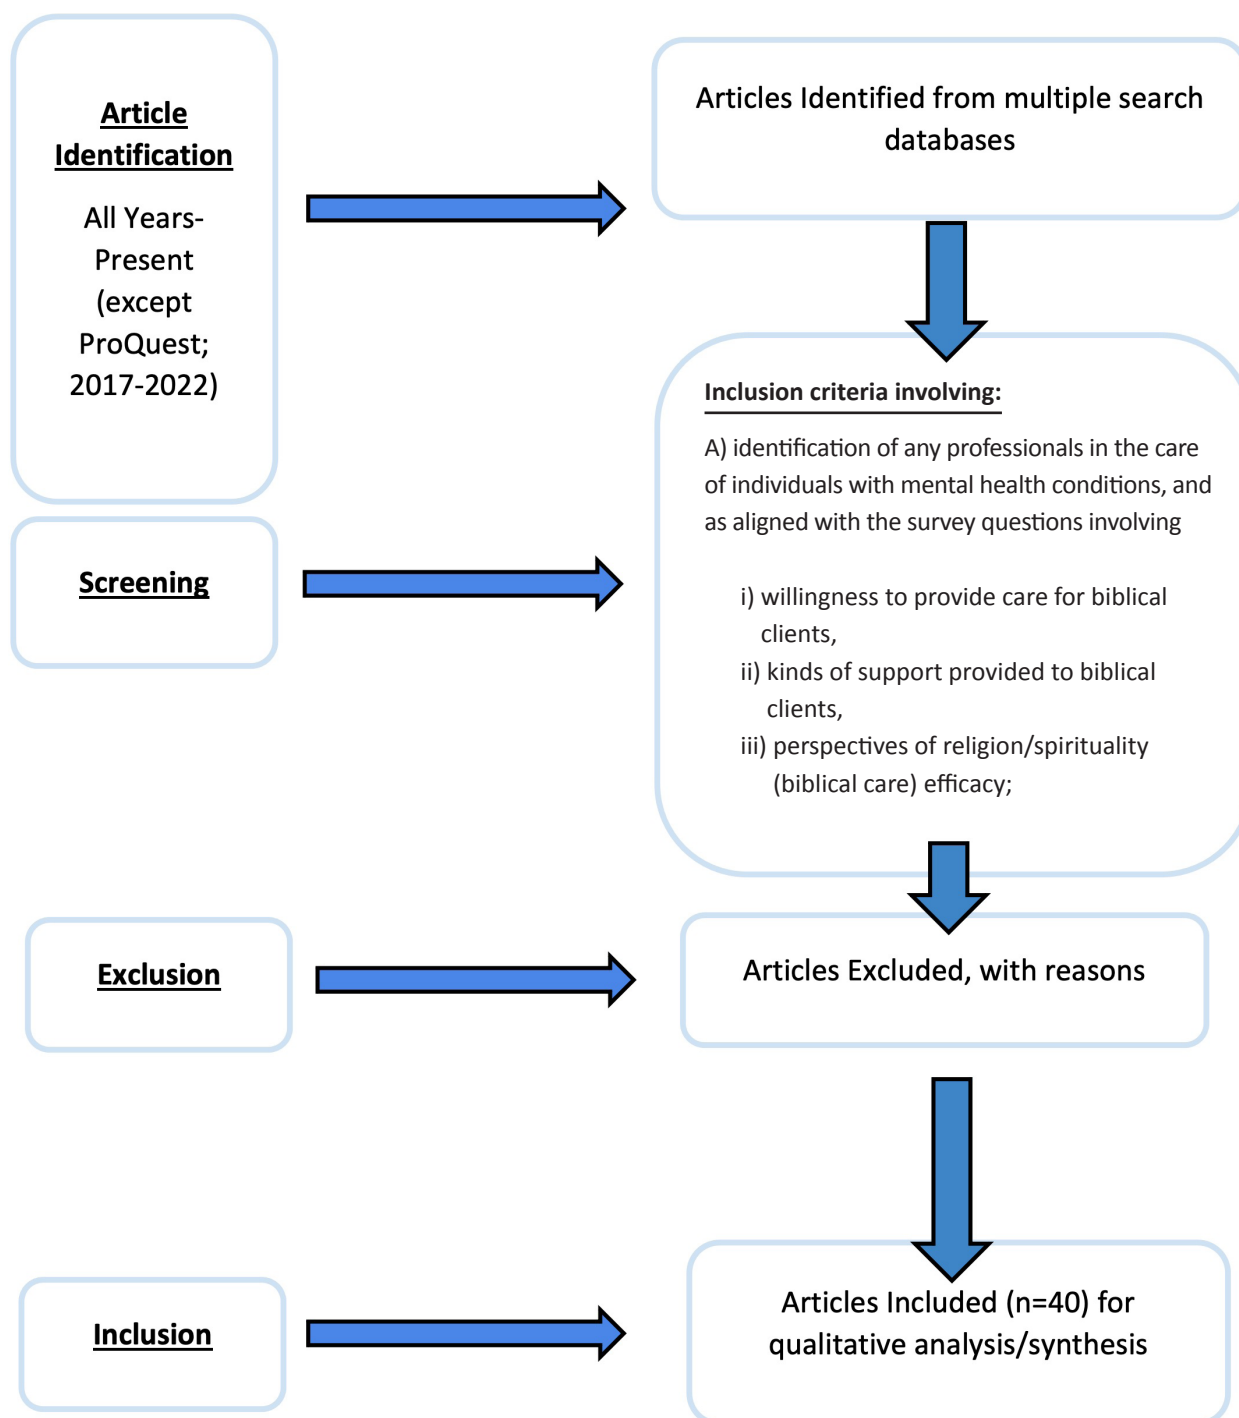 Article
Identification
All Years-
Present
(except
ProQuest;
2017-2022)
Articles Identified from multiple search
databases
Screening
Inclusion criteria involving:
A) identification of any professionals in the care
of individuals with mental health conditions, and
as aligned with the survey questions involving
i) willingness to provide care for biblical
clients,
ii) kinds of support provided to biblical
clients,
iii) perspectives of religion/spirituality
(biblical care) efficacy;
Exclusion
Articles Excluded, with reasons
Inclusion
Articles Included (n=40) for
qualitative analysis/synthesis